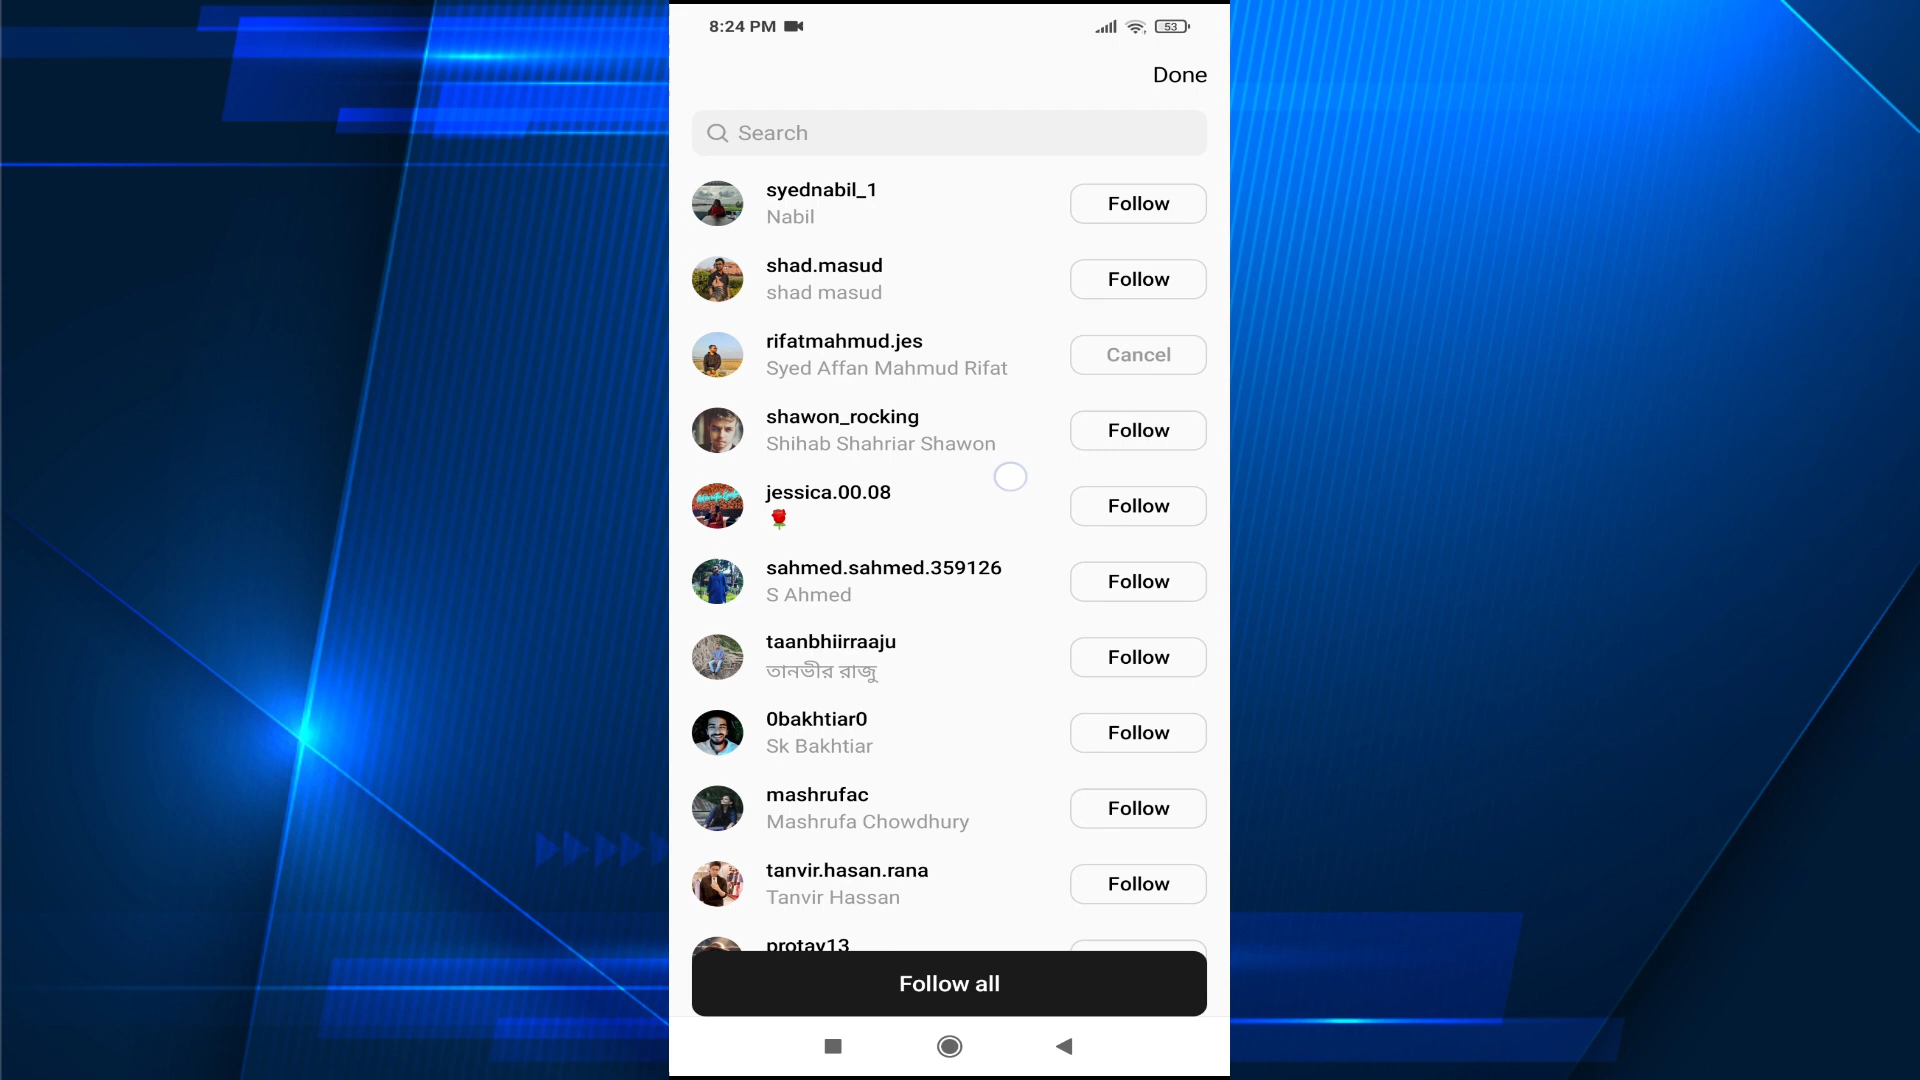 8:24 PM
53
Done
Search
syednabil_1
Nabil
Follow
shad.masud
shad masud
Follow
rifatmahmud.jes
Syed Affan Mahmud Rifat
Cancel
shawon_rocking
Shihab Shahriar Shawon
Follow
jessica.00.08
🌹
Follow
sahmed.sahmed.359126
S Ahmed
Follow
taanbhiirraaju
তানভীর রাজু
Follow
0bakhtiar0
Sk Bakhtiar
Follow
mashrufac
Mashrufa Chowdhury
Follow
tanvir.hasan.rana
Tanvir Hassan
Follow
Follow all